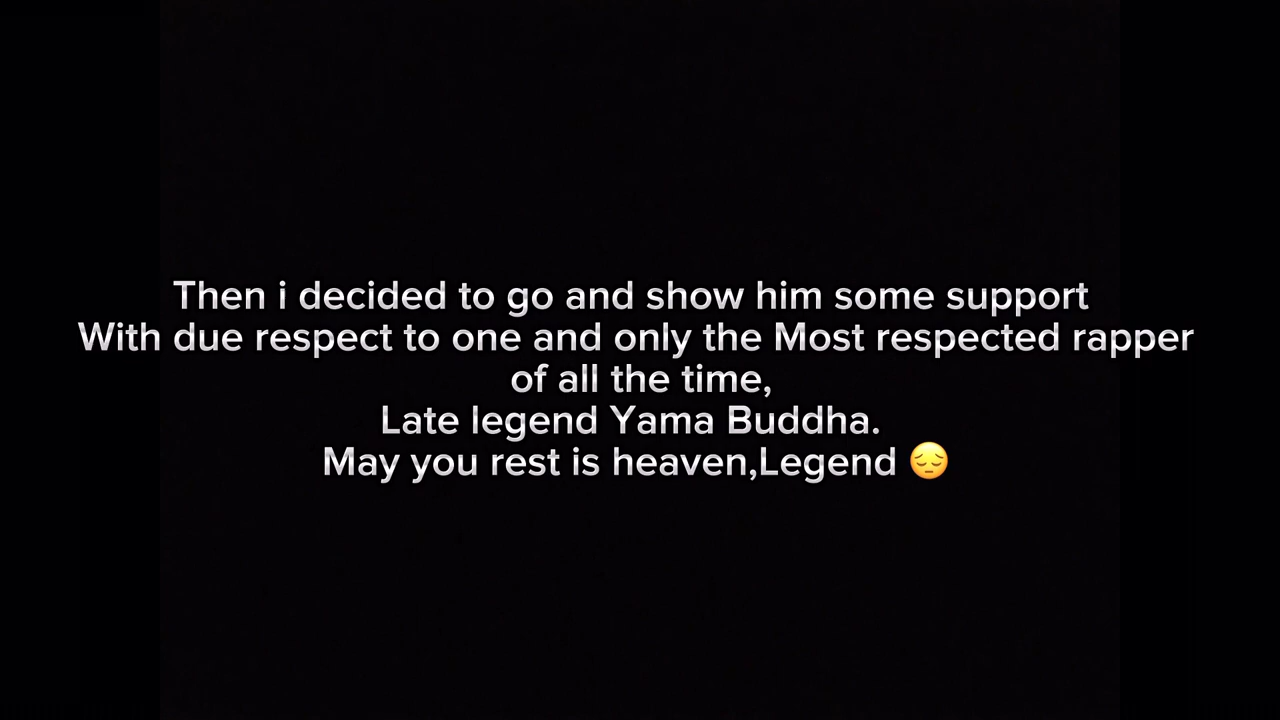 Then i decided to go and show him some support
With due respect to one and only the Most respected rapper
of all the time,
Late legend Yama Buddha.
May you rest is heaven,Legend 😔